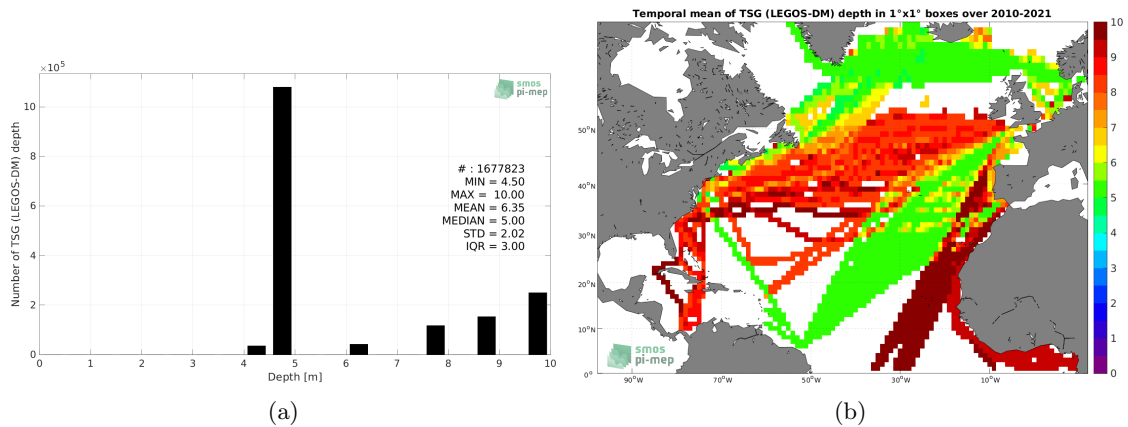 Temporal mean of TSG (LEGOS-DM) depth in 1°x1° boxes over 2010-2021
×10⁵
10
8
6
4
2
0
Number of TSG (LEGOS-DM) depth
smos
pi-mep
# : 1677823
MIN = 4.50
MAX = 10.00
MEAN = 6.35
MEDIAN = 5.00
STD = 2.02
IQR = 3.00
0 1 2 3 4 5 6 7 8 9 10
Depth [m]
(a)
50°N
40°N
30°N
20°N
10°N
0°
90°W 70°W 50°W 30°W 10°W
smos
pi-mep
10
9
8
7
6
5
4
3
2
1
0
(b)